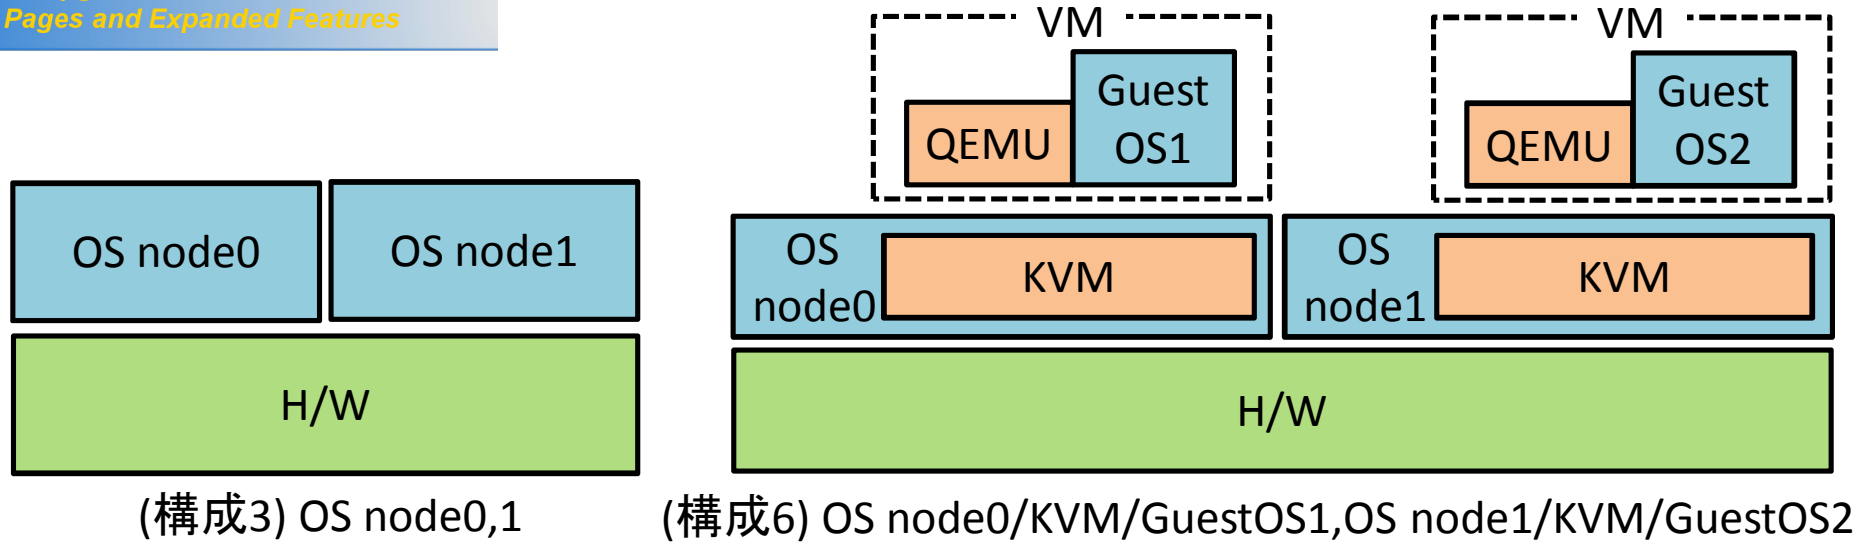 Pages and Expanded Features
VM
VM
QEMU
Guest
OS1
QEMU
Guest
OS2
OS node0
OS node1
OS
node0
KVM
OS
node1
KVM
H/W
H/W
(構成3) OS node0,1
(構成6) OS node0/KVM/GuestOS1,OS node1/KVM/GuestOS2